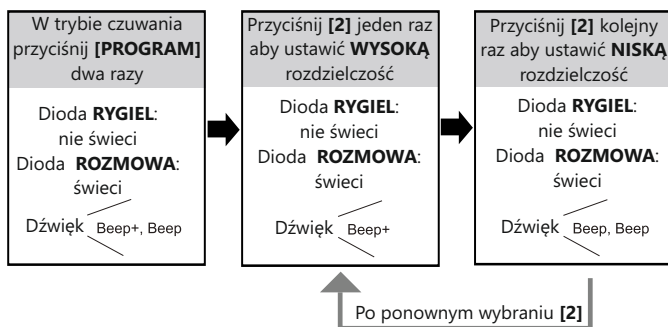 W trybie czuwania
przyciśnij [PROGRAM]
dwa razy
Dioda RYGIEL:
nie świeci
Dioda ROZMOWA:
świeci
Dźwięk Beep+, Beep
Przyciśnij [2] jeden raz
aby ustawić WYSOKĄ
rozdzielczość
Dioda RYGIEL:
nie świeci
Dioda ROZMOWA:
świeci
Dźwięk Beep+
Przyciśnij [2] kolejny
raz aby ustawić NISKĄ
rozdzielczość
Dioda RYGIEL:
nie świeci
Dioda ROZMOWA:
świeci
Dźwięk Beep, Beep
Po ponownym wybraniu [2]